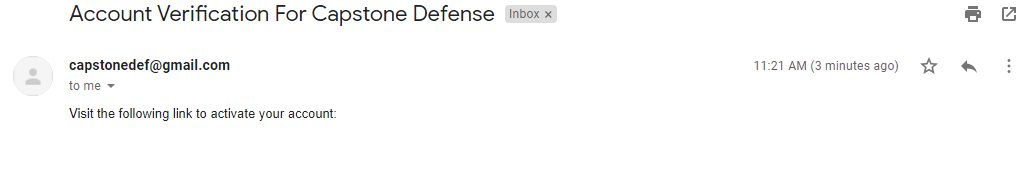 Account Verification For Capstone Defense Inbox ×
capstonedef@gmail.com 11:21 AM (3 minutes ago)
to me
Visit the following link to activate your account: